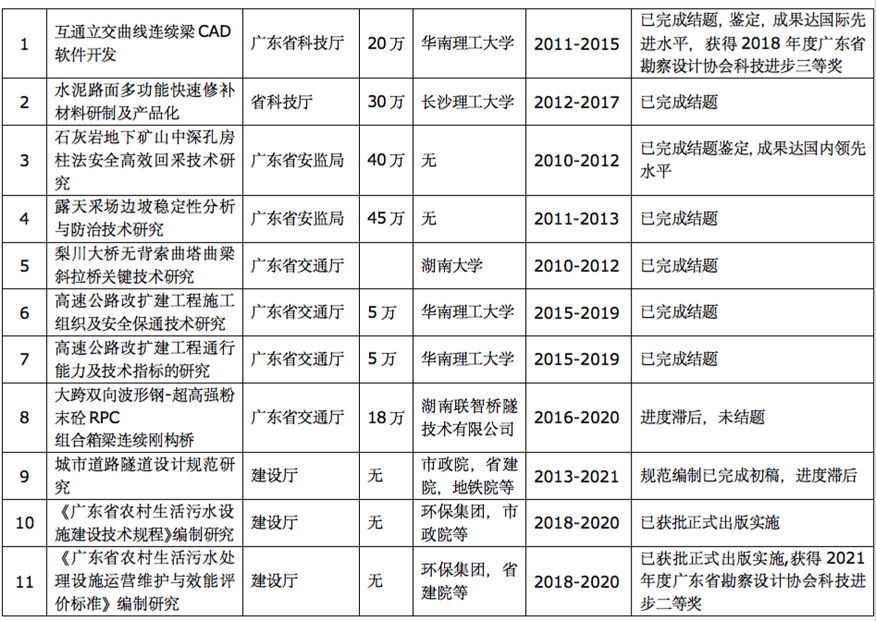 1
互通立交曲线连续梁 CAD
软件开发
广东省科技厅
20 万
华南理工大学
2011-2015
已完成结题，鉴定，成果达国际先
进水平，获得 2018 年度广东省
勘察设计协会科技进步三等奖
2
水泥路面多功能快速修补
材料研制及产品化
省科技厅
30 万
长沙理工大学
2012-2017
已完成结题
3
石灰岩地下矿山中深孔房
柱法安全高效回采技术研
究
广东省安监局
40 万
无
2010-2012
已完成结题鉴定,成果达国内领先
水平
4
露天采场边坡稳定性分析
与防治技术研究
广东省安监局
45 万
无
2011-2013
已完成结题
5
梨川大桥无背索曲塔曲梁
斜拉桥关键技术研究
广东省交通厅
湖南大学
2010-2012
已完成结题
6
高速公路改扩建工程施工
组织及安全保通技术研究
广东省交通厅
5 万
华南理工大学
2015-2019
已完成结题
7
高速公路改扩建工程通行
能力及技术指标的研究
广东省交通厅
5 万
华南理工大学
2015-2019
已完成结题
8
大跨双向波形钢-超高强粉
末砼 RPC
组合箱梁连续刚构桥
广东省交通厅
18 万
湖南联智桥隧
技术有限公司
2016-2020
进度滞后，未结题
9
城市道路隧道设计规范研
究
建设厅
无
市政院，省建
院，地铁院等
2013-2021
规范编制已完成初稿，进度滞后
10
《广东省农村生活污水设
施建设技术规程》编制研究
建设厅
无
环保集团，市
政院等
2018-2020
已获批正式出版实施
11
《广东省农村生活污水处
理设施运营维护与效能评
价标准》编制研究
建设厅
无
环保集团，省
建院等
2018-2020
已获批正式出版实施,获得 2021
年度广东省勘察设计协会科技进
步二等奖